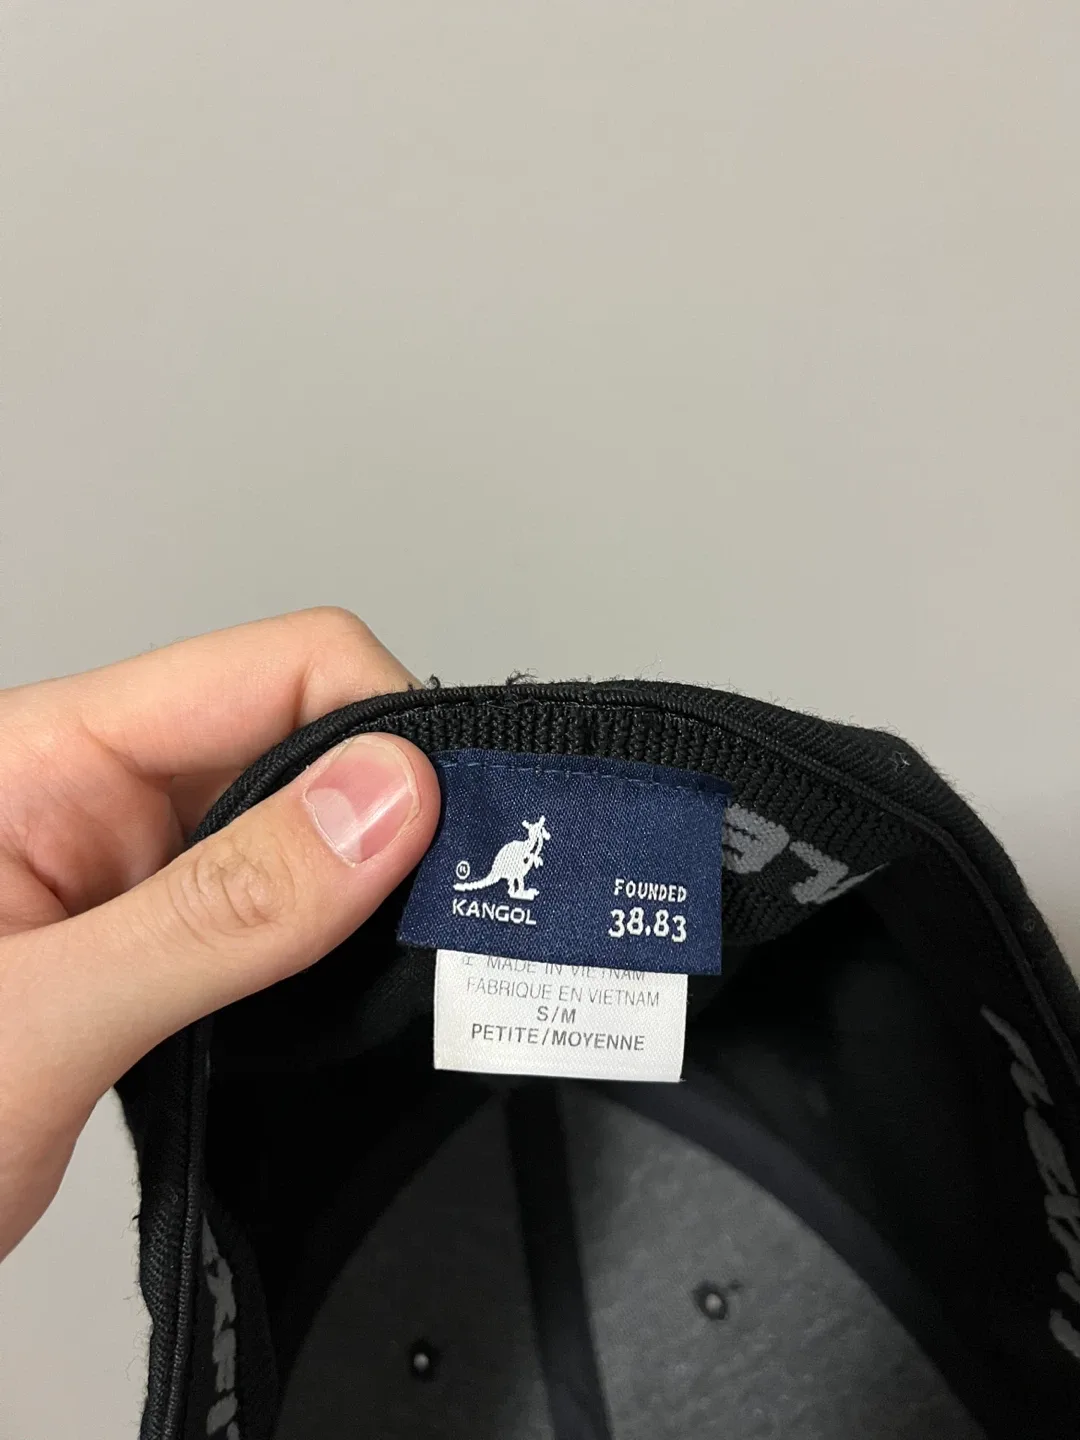 ®
KANGOL
FOUNDED
38.83
MADE IN VIETNAM
FABRIQUE EN VIETNAM
S/M
PETITE/MOYENNE